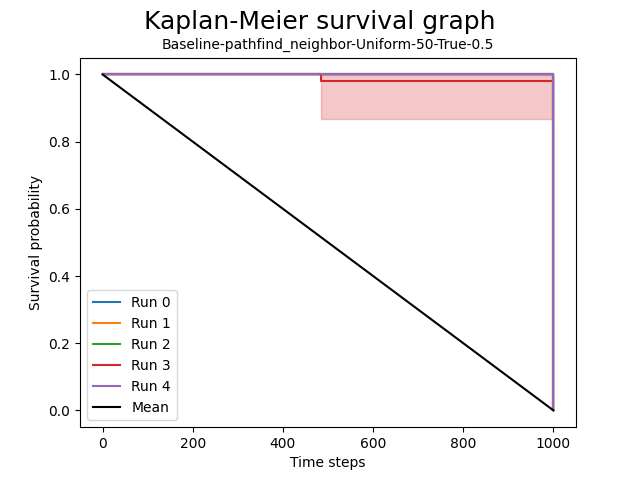 Kaplan-Meier survival graph
Baseline-pathfind_neighbor-Uniform-50-True-0.5
Survival probability
1.0
0.8
0.6
0.4
0.2
0.0
Run 0
Run 1
Run 2
Run 3
Run 4
Mean
0 200 400 600 800 1000
Time steps